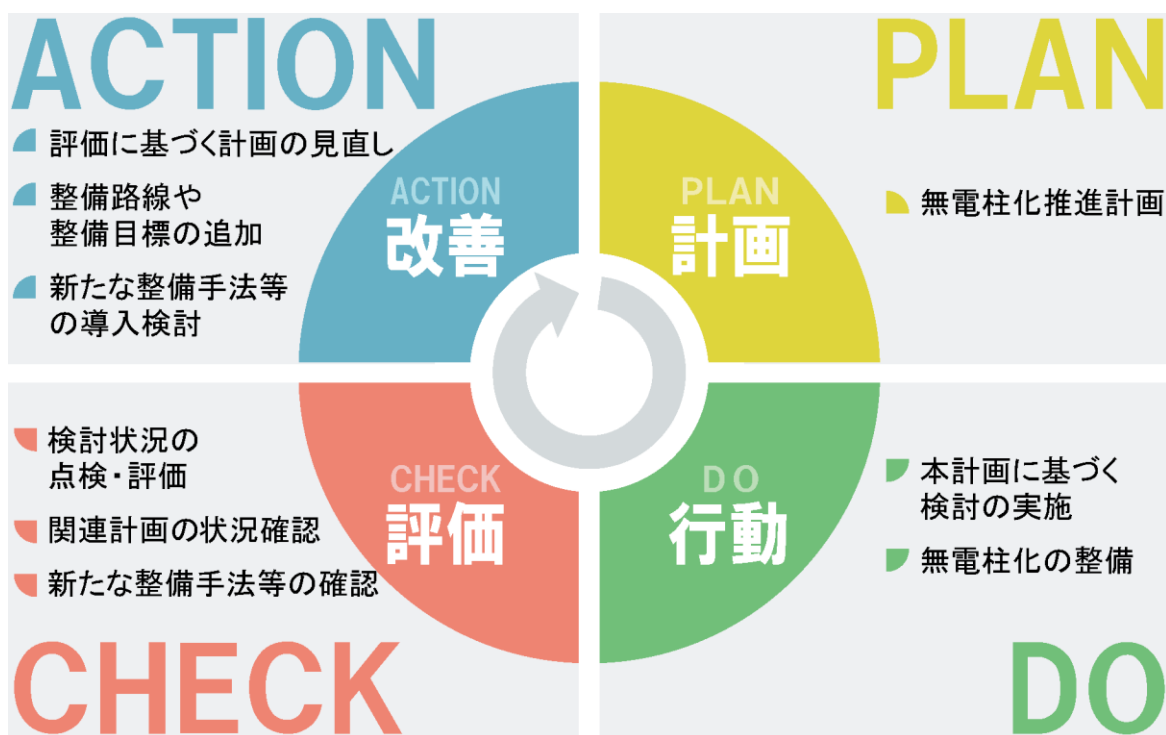 ACTION
評価に基づく計画の見直し
整備路線や
整備目標の追加
新たな整備手法等
の導入検討
ACTION
改善
PLAN
無電柱化推進計画
PLAN
計画
検討状況の
点検・評価
関連計画の状況確認
新たな整備手法等の確認
CHECK
CHECK
評価
DO
行動
本計画に基づく
検討の実施
無電柱化の整備
DO